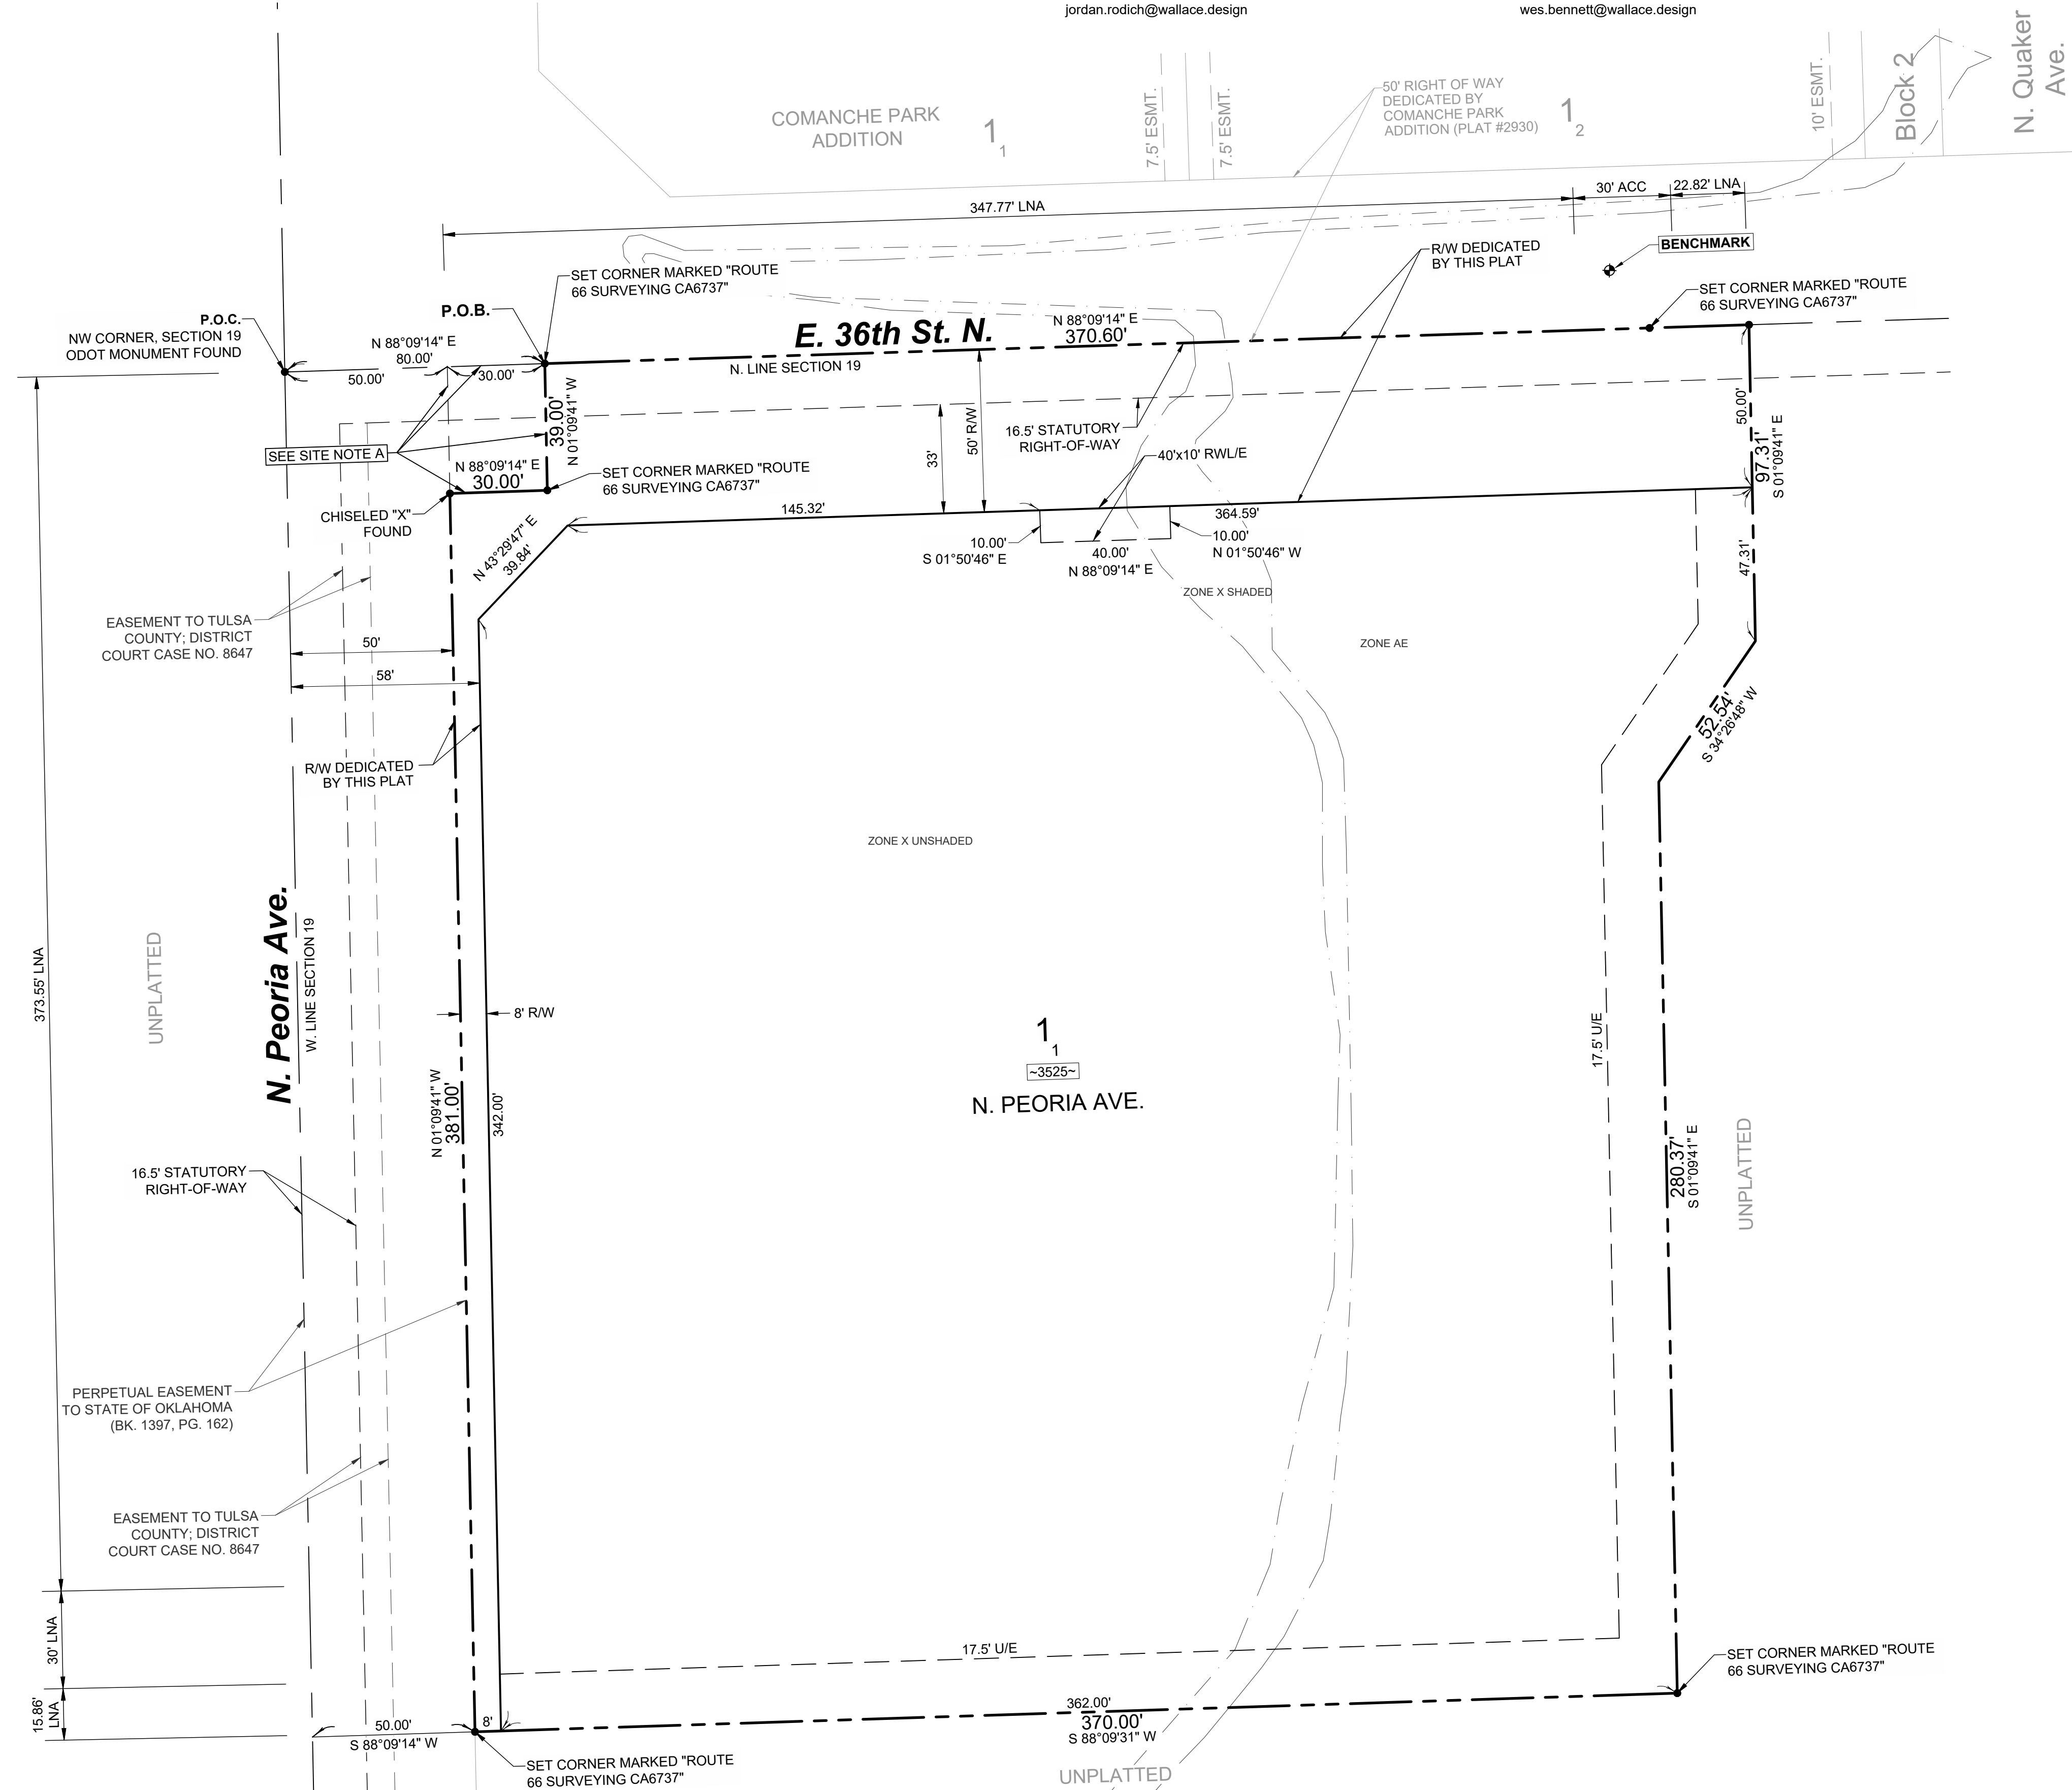 jordan.rodich@wallace.design
wes.bennett@wallace.design
N. Quaker
Ave.
Block 2
10' ESMT.
COMANCHE PARK
ADDITION
1
1
7.5' ESMT.
7.5' ESMT.
50' RIGHT OF WAY
DEDICATED BY
COMANCHE PARK
ADDITION (PLAT #2930)
1
2
347.77' LNA
30' ACC
22.82' LNA
BENCHMARK
R/W DEDICATED
BY THIS PLAT
SET CORNER MARKED "ROUTE
66 SURVEYING CA6737"
SET CORNER MARKED "ROUTE
66 SURVEYING CA6737"
P.O.B.
P.O.C.
NW CORNER, SECTION 19
ODOT MONUMENT FOUND
N 88°09'14" E
80.00'
50.00'
30.00'
E. 36th St. N.
N 88°09'14" E
370.60'
N. LINE SECTION 19
39.00'
N 01°09'41" W
SEE SITE NOTE A
N 88°09'14" E
30.00'
SET CORNER MARKED "ROUTE
66 SURVEYING CA6737"
CHISELED "X"
FOUND
33'
50' R/W
16.5' STATUTORY
RIGHT-OF-WAY
40'x10' RWL/E
50.00'
97.31'
S 01°09'41" E
47.31'
145.32'
364.59'
10.00'
S 01°50'46" E
40.00'
N 88°09'14" E
10.00'
N 01°50'46" W
N 43°29'47" E
39.84'
ZONE X SHADED
ZONE AE
EASEMENT TO TULSA
COUNTY; DISTRICT
COURT CASE NO. 8647
50'
58'
52.54'
S 34°26'48" W
R/W DEDICATED
BY THIS PLAT
ZONE X UNSHADED
373.55' LNA
UNPLATTED
N. Peoria Ave.
W. LINE SECTION 19
8' R/W
1
1
~3525~
N. PEORIA AVE.
17.5' U/E
N 01°09'41" W
381.00'
342.00'
280.37'
S 01°09'41" E
UNPLATTED
16.5' STATUTORY
RIGHT-OF-WAY
PERPETUAL EASEMENT
TO STATE OF OKLAHOMA
(BK. 1397, PG. 162)
EASEMENT TO TULSA
COUNTY; DISTRICT
COURT CASE NO. 8647
30' LNA
15.86'
LNA
17.5' U/E
SET CORNER MARKED "ROUTE
66 SURVEYING CA6737"
50.00'
S 88°09'14" W
8'
362.00'
370.00'
S 88°09'31" W
SET CORNER MARKED "ROUTE
66 SURVEYING CA6737"
UNPLATTED